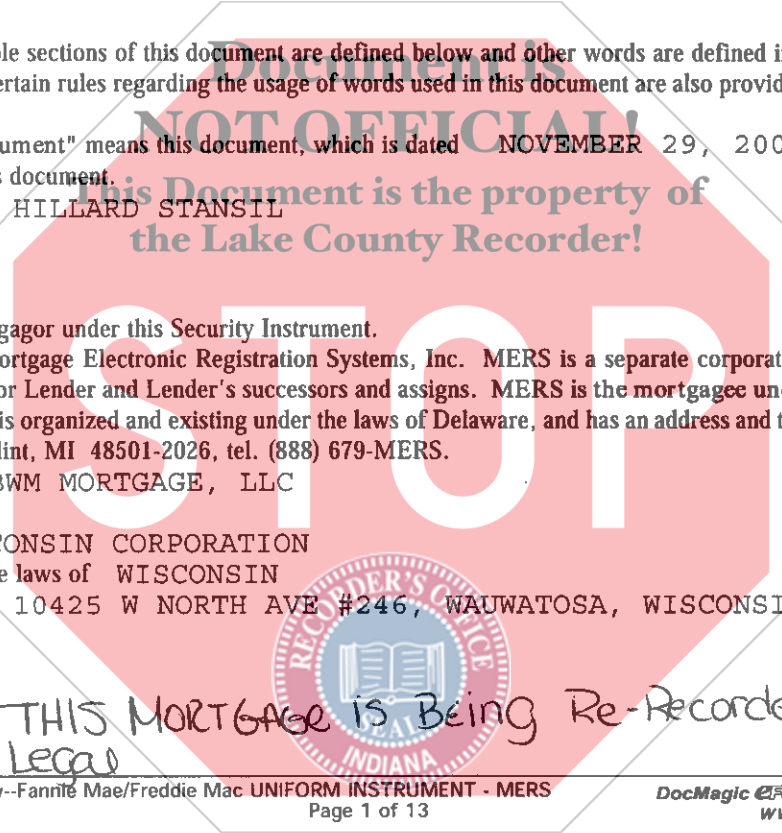 le sections of this document are defined below and other words are defined i
ertain rules regarding the usage of words used in this document are also provid
Document is
NOT OFFICIAL!
ument" means this document, which is dated NOVEMBER 29, 200
s document.
This Document is the property of
HILLARD STANSIL
the Lake County Recorder!
gagor under this Security Instrument.
ortgage Electronic Registration Systems, Inc. MERS is a separate corporat
or Lender and Lender's successors and assigns. MERS is the mortgagee un
is organized and existing under the laws of Delaware, and has an address and t
lint, MI 48501-2026, tel. (888) 679-MERS.
STOP
WM MORTGAGE, LLC
CONSIN CORPORATION
e laws of WISCONSIN
10425 W NORTH AVE #246, WAUWATOSA, WISCONSI
RECORDER'S OFFICE
SEAL
INDIANA
THIS MORTGAGE is Being Re-Recorde
Legal
--Fannie Mae/Freddie Mac UNIFORM INSTRUMENT - MERS
Page 1 of 13
DocMagic